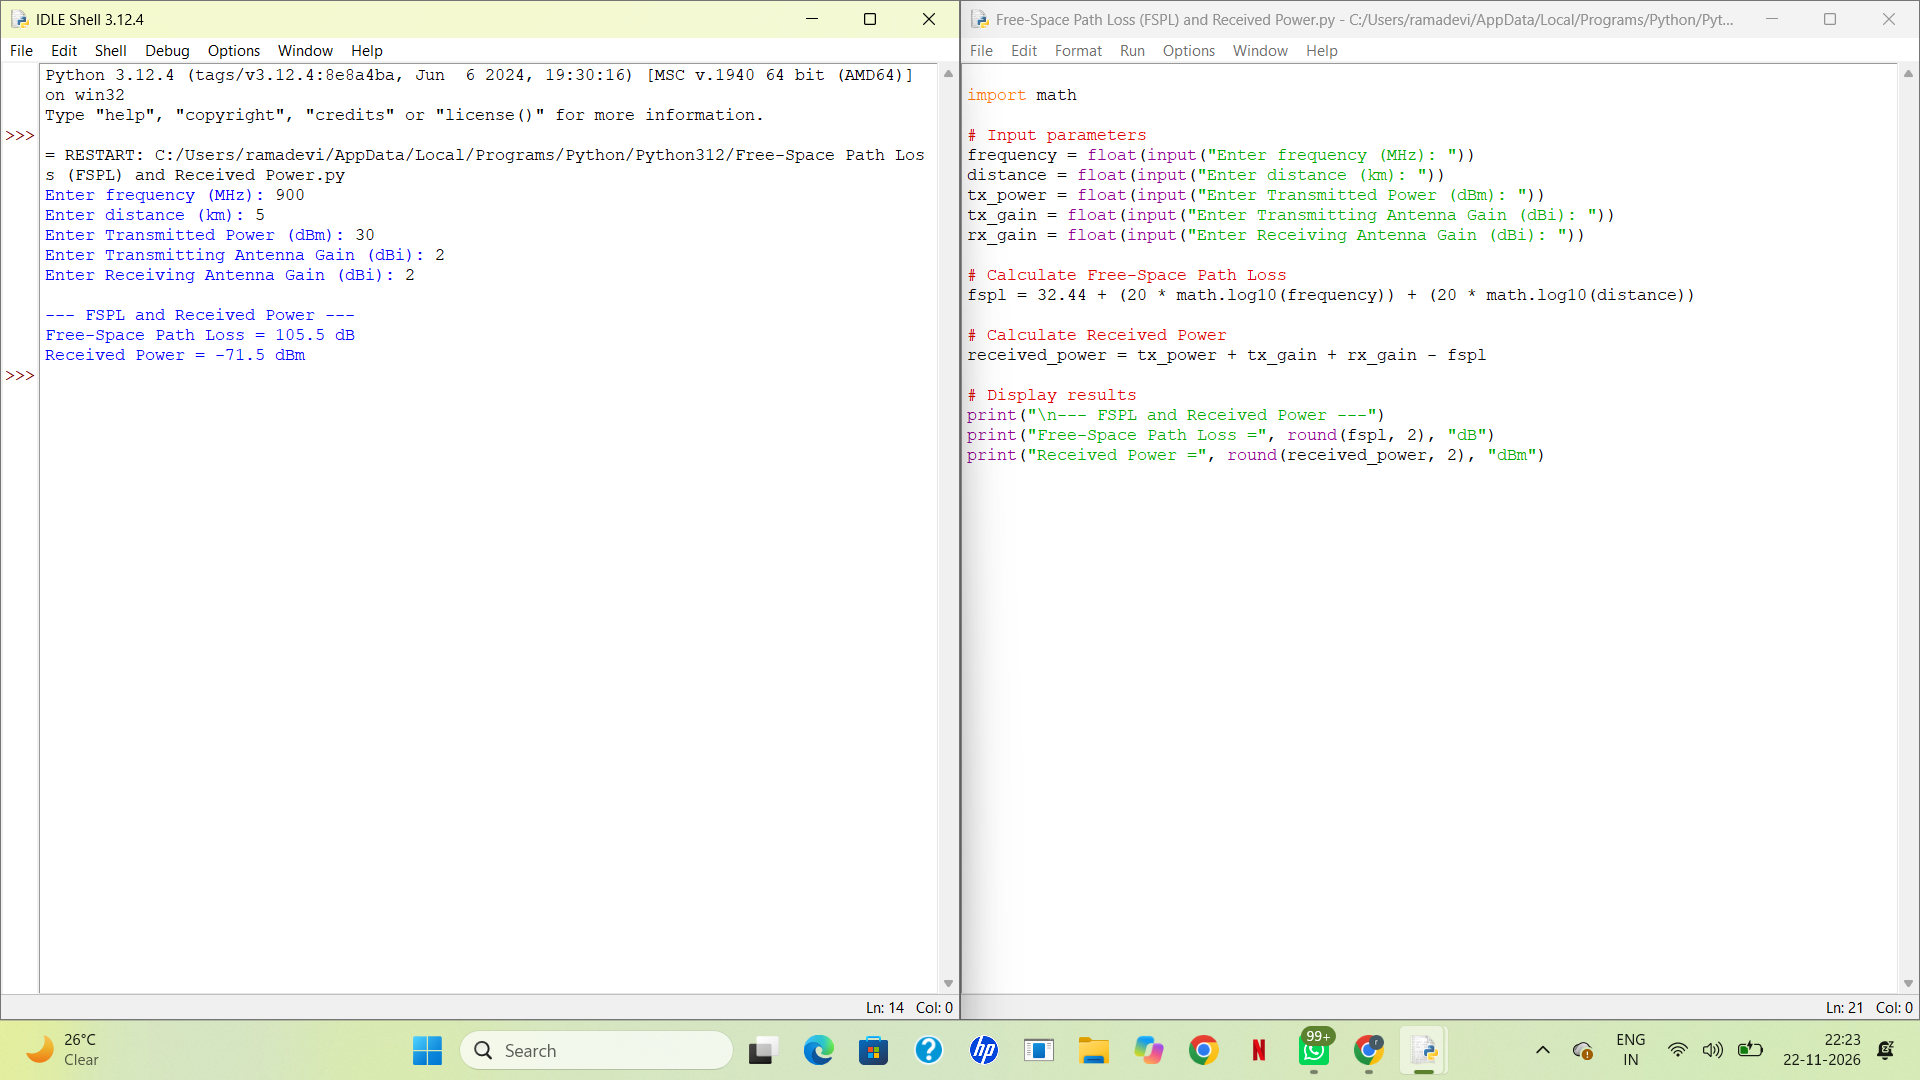 IDLE Shell 3.12.4
File Edit Shell Debug Options Window Help
Python 3.12.4 (tags/v3.12.4:8e8a4ba, Jun  6 2024, 19:30:16) [MSC v.1940 64 bit (AMD64)]
on win32
Type "help", "copyright", "credits" or "license()" for more information.
>>>
= RESTART: C:/Users/ramadevi/AppData/Local/Programs/Python/Python312/Free-Space Path Los
s (FSPL) and Received Power.py
Enter frequency (MHz): 900
Enter distance (km): 5
Enter Transmitted Power (dBm): 30
Enter Transmitting Antenna Gain (dBi): 2
Enter Receiving Antenna Gain (dBi): 2
--- FSPL and Received Power ---
Free-Space Path Loss = 105.5 dB
Received Power = -71.5 dBm
>>>
Ln: 14 Col: 0
Free-Space Path Loss (FSPL) and Received Power.py - C:/Users/ramadevi/AppData/Local/Programs/Python/Pyt...
File Edit Format Run Options Window Help
import math
# Input parameters
frequency = float(input("Enter frequency (MHz): "))
distance = float(input("Enter distance (km): "))
tx_power = float(input("Enter Transmitted Power (dBm): "))
tx_gain = float(input("Enter Transmitting Antenna Gain (dBi): "))
rx_gain = float(input("Enter Receiving Antenna Gain (dBi): "))
# Calculate Free-Space Path Loss
fspl = 32.44 + (20 * math.log10(frequency)) + (20 * math.log10(distance))
# Calculate Received Power
received_power = tx_power + tx_gain + rx_gain - fspl
# Display results
print("\n--- FSPL and Received Power ---")
print("Free-Space Path Loss =", round(fspl, 2), "dB")
print("Received Power =", round(received_power, 2), "dBm")
Ln: 21 Col: 0
26°C
Clear
Search
hp
N
99+
r
ENG
IN
22:23
22-11-2026